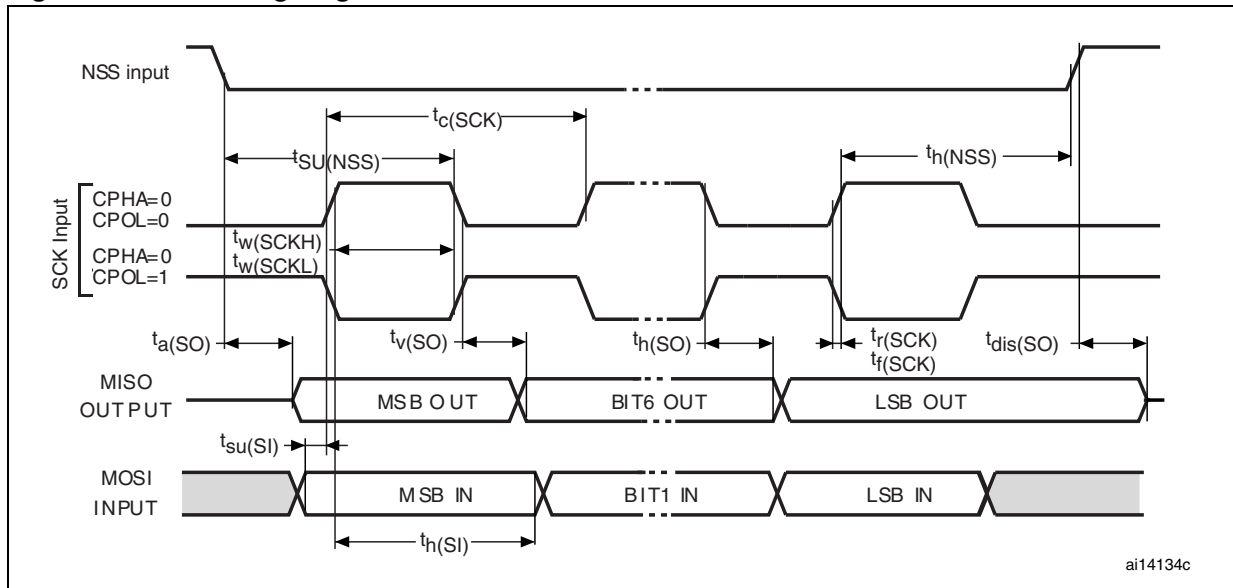 NSS input
tc(SCK)
tSU(NSS)
th(NSS)
SCK Input
CPHA=0
CPOL=0
tw(SCKH)
CPHA=0
tw(SCKL)
CPOL=1
ta(SO)
tv(SO)
th(SO)
tr(SCK)
tf(SCK)
tdis(SO)
MISO
OUTPUT
MSB OUT
BIT6 OUT
LSB OUT
tsu(SI)
MOSI
INPUT
MSB IN
BIT1 IN
LSB IN
th(SI)
ai14134c